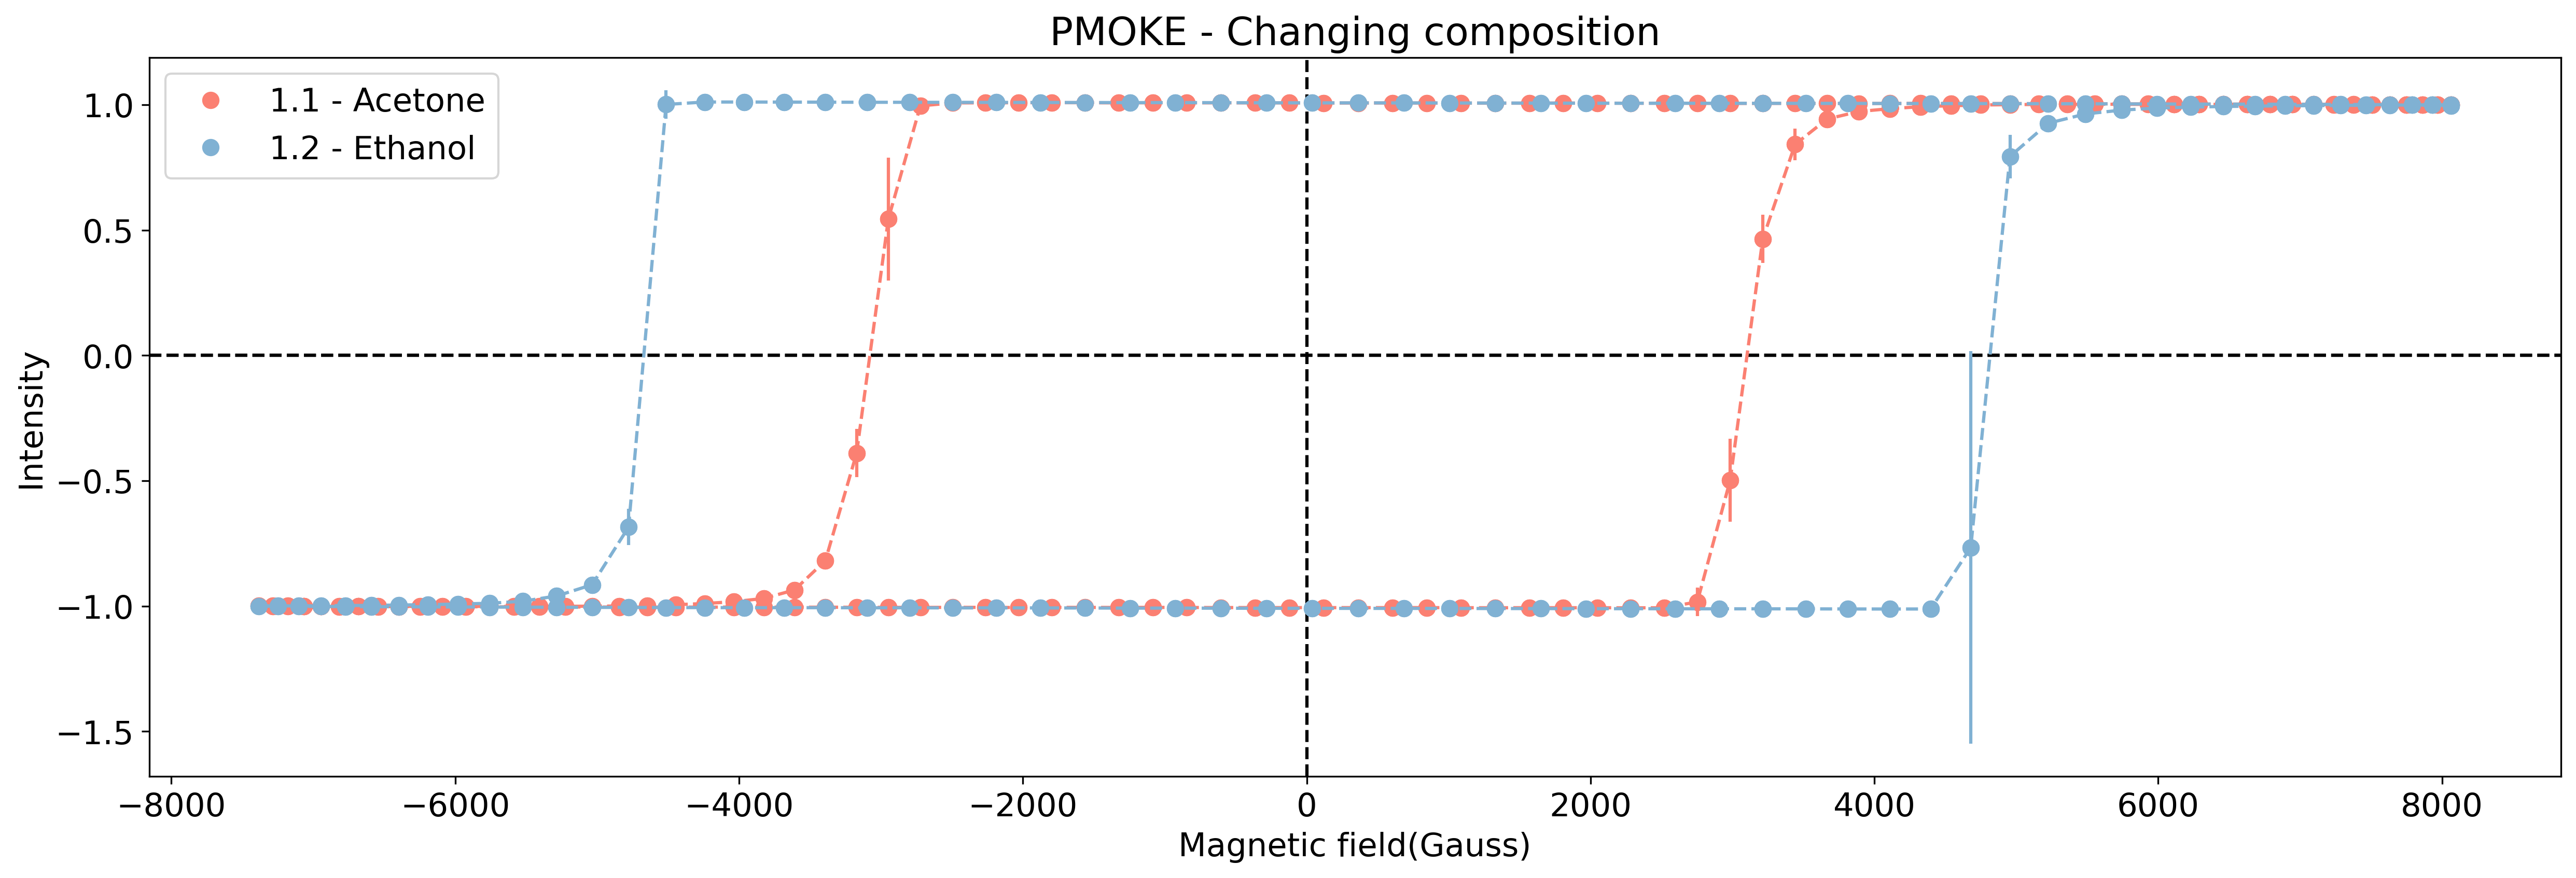 PMOKE - Changing composition
1.1 - Acetone
1.2 - Ethanol
Intensity
1.0
0.5
0.0
−0.5
−1.0
−1.5
−8000 −6000 −4000 −2000 0 2000 4000 6000 8000
Magnetic field(Gauss)